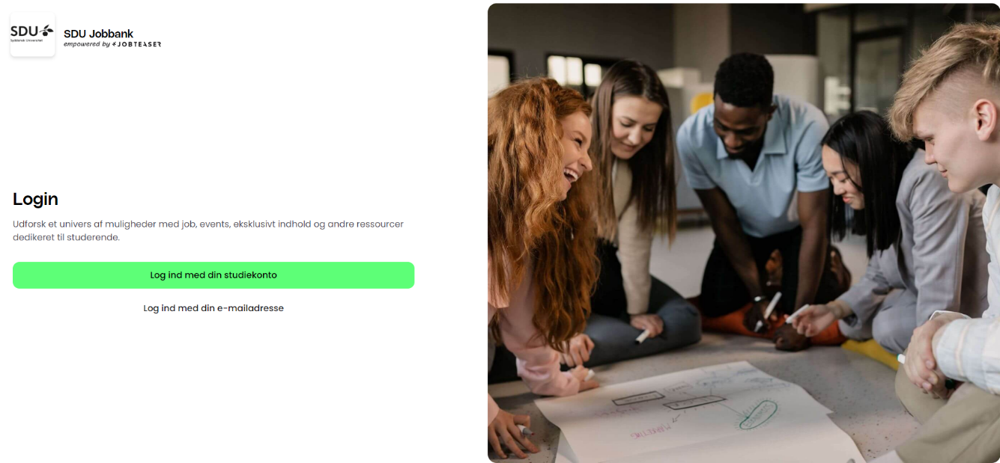 SDU
Syddansk Universitet
SDU Jobbank
empowered by JOBTEASER
Login
Udforsk et univers af muligheder med job, events, eksklusivt indhold og andre ressourcer
dedikeret til studerende.
Log ind med din studiekonto
Log ind med din e-mailadresse
MARKETING